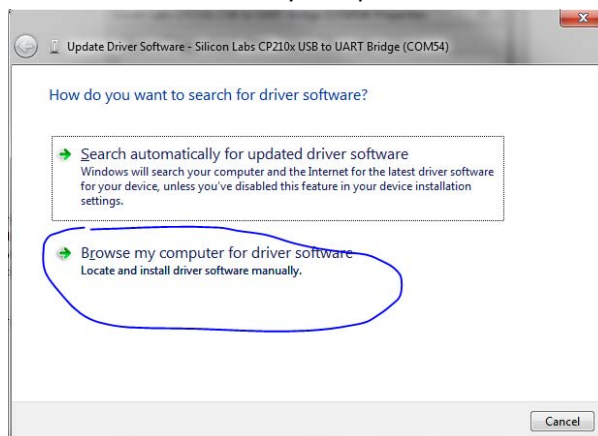 Update Driver Software - Silicon Labs CP210x USB to UART Bridge (COM54)
How do you want to search for driver software?
Search automatically for updated driver software
Windows will search your computer and the Internet for the latest driver software
for your device, unless you've disabled this feature in your device installation
settings.
Browse my computer for driver software
Locate and install driver software manually.
Cancel